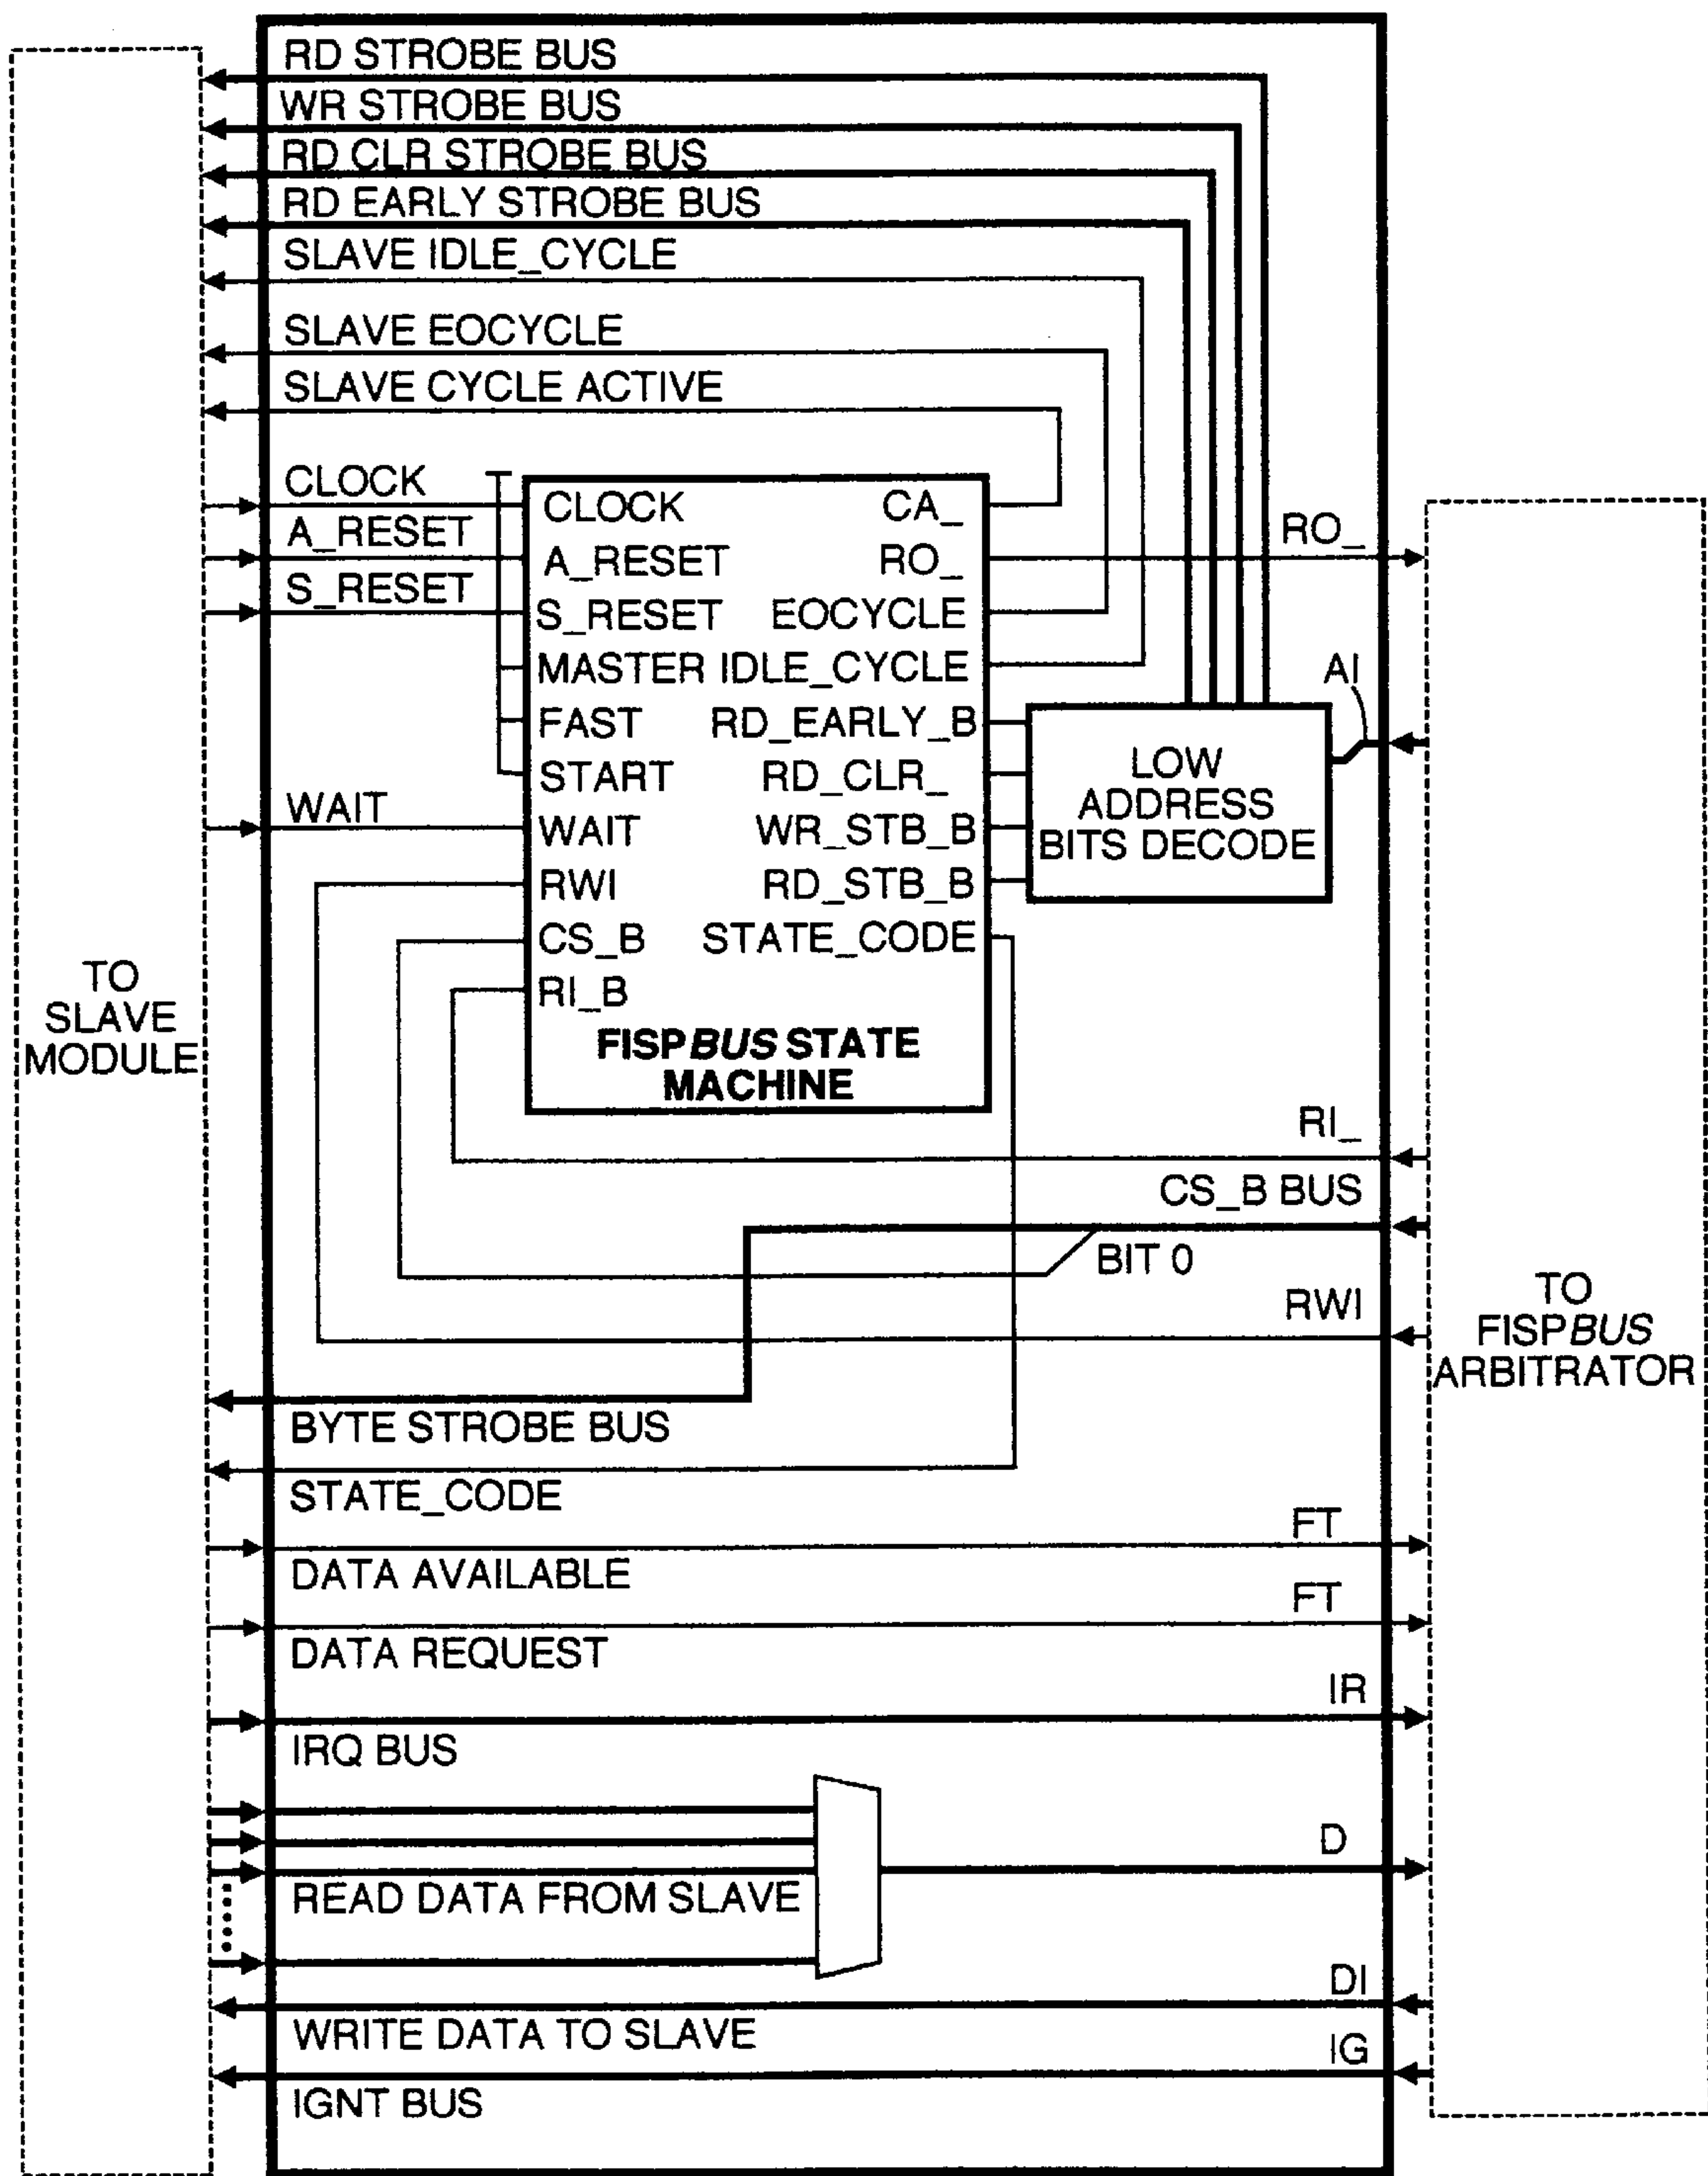 RD STROBE BUS
WR STROBE BUS
RD CLR STROBE BUS
RD EARLY STROBE BUS
SLAVE IDLE_CYCLE
SLAVE EOCYCLE
SLAVE CYCLE ACTIVE
CLOCK
A_RESET
S_RESET
WAIT
CLOCK CA_
A_RESET RO_
S_RESET EOCYCLE
MASTER IDLE_CYCLE
FAST RD_EARLY_B
START RD_CLR_
WAIT WR_STB_B
RWI RD_STB_B
CS_B STATE_CODE
RI_B
FISPBUS STATE
MACHINE
LOW
ADDRESS
BITS DECODE
RO_
AI
TO
SLAVE
MODULE
RI_
CS_B BUS
BIT 0
RWI
TO
FISPBUS
ARBITRATOR
BYTE STROBE BUS
STATE_CODE
FT
DATA AVAILABLE
FT
DATA REQUEST
IR
IRQ BUS
D
READ DATA FROM SLAVE
DI
WRITE DATA TO SLAVE
IG
IGNT BUS